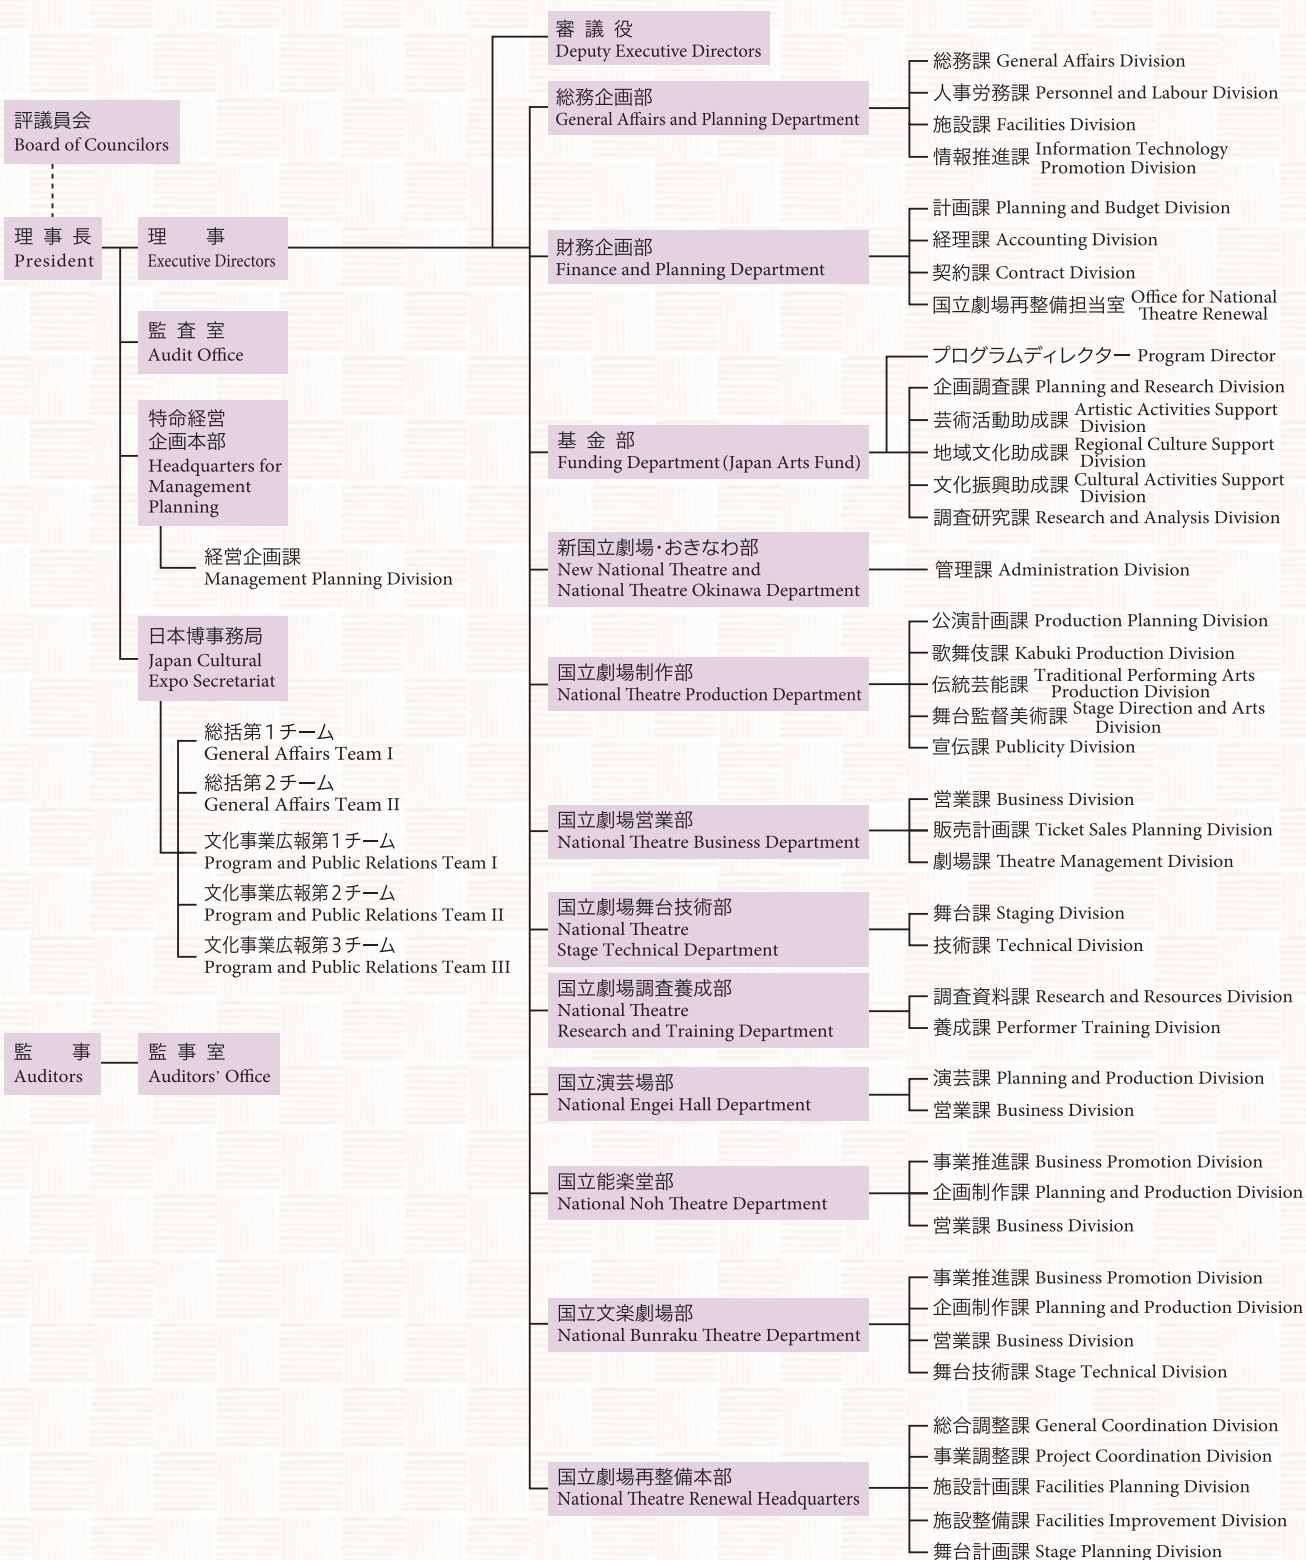 評議員会
Board of Councilors
理事長
President
理　　事
Executive Directors
監査室
Audit Office
特命経営
企画本部
Headquarters for
Management
Planning
経営企画課
Management Planning Division
日本博事務局
Japan Cultural
Expo Secretariat
総括第1チーム
General Affairs Team I
総括第2チーム
General Affairs Team II
文化事業広報第1チーム
Program and Public Relations Team I
文化事業広報第2チーム
Program and Public Relations Team II
文化事業広報第3チーム
Program and Public Relations Team III
監　　事
Auditors
監事室
Auditors' Office
審議役
Deputy Executive Directors
総務企画部
General Affairs and Planning Department
総務課 General Affairs Division
人事労務課 Personnel and Labour Division
施設課 Facilities Division
情報推進課 Information Technology
Promotion Division
財務企画部
Finance and Planning Department
計画課 Planning and Budget Division
経理課 Accounting Division
契約課 Contract Division
国立劇場再整備担当室 Office for National
Theatre Renewal
基金部
Funding Department (Japan Arts Fund)
プログラムディレクター Program Director
企画調査課 Planning and Research Division
芸術活動助成課 Artistic Activities Support
Division
地域文化助成課 Regional Culture Support
Division
文化振興助成課 Cultural Activities Support
Division
調査研究課 Research and Analysis Division
新国立劇場・おきなわ部
New National Theatre and
National Theatre Okinawa Department
管理課 Administration Division
国立劇場制作部
National Theatre Production Department
公演計画課 Production Planning Division
歌舞伎課 Kabuki Production Division
伝統芸能課 Traditional Performing Arts
Production Division
舞台監督美術課 Stage Direction and Arts
Division
宣伝課 Publicity Division
国立劇場営業部
National Theatre Business Department
営業課 Business Division
販売計画課 Ticket Sales Planning Division
劇場課 Theatre Management Division
国立劇場舞台技術部
National Theatre
Stage Technical Department
舞台課 Staging Division
技術課 Technical Division
国立劇場調査養成部
National Theatre
Research and Training Department
調査資料課 Research and Resources Division
養成課 Performer Training Division
国立演芸場部
National Engei Hall Department
演芸課 Planning and Production Division
営業課 Business Division
国立能楽堂部
National Noh Theatre Department
事業推進課 Business Promotion Division
企画制作課 Planning and Production Division
営業課 Business Division
国立文楽劇場部
National Bunraku Theatre Department
事業推進課 Business Promotion Division
企画制作課 Planning and Production Division
営業課 Business Division
舞台技術課 Stage Technical Division
国立劇場再整備本部
National Theatre Renewal Headquarters
総合調整課 General Coordination Division
事業調整課 Project Coordination Division
施設計画課 Facilities Planning Division
施設整備課 Facilities Improvement Division
舞台計画課 Stage Planning Division